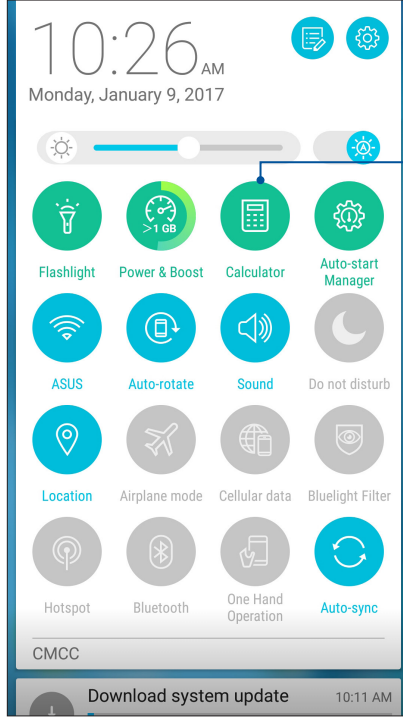 10:26 AM
Monday, January 9, 2017
A
>1 GB
Flashlight
Power & Boost
Calculator
Auto-start
Manager
ASUS
Auto-rotate
Sound
Do not disturb
Location
Airplane mode
Cellular data
Bluelight Filter
Hotspot
Bluetooth
One Hand
Operation
Auto-sync
CMCC
Download system update
10:11 AM